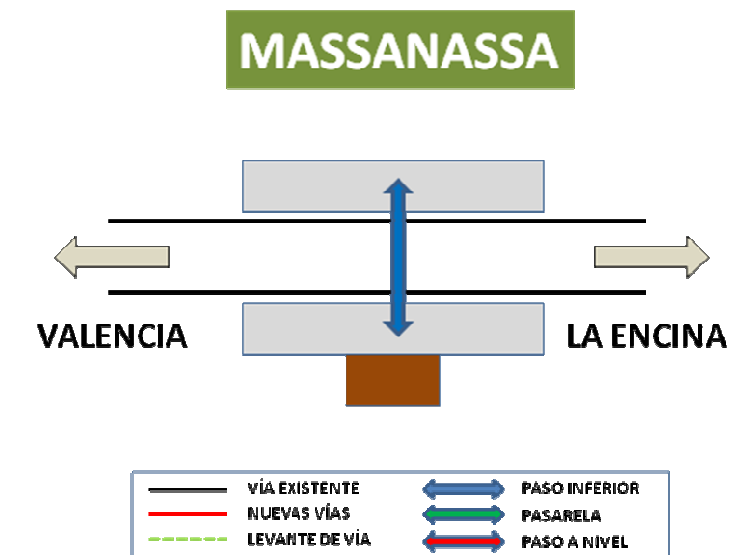 MASSANASSA
VALENCIA
LA ENCINA
VÍA EXISTENTE
PASO INFERIOR
NUEVAS VÍAS
PASARELA
LEVANTE DE VÍA
PASO A NIVEL